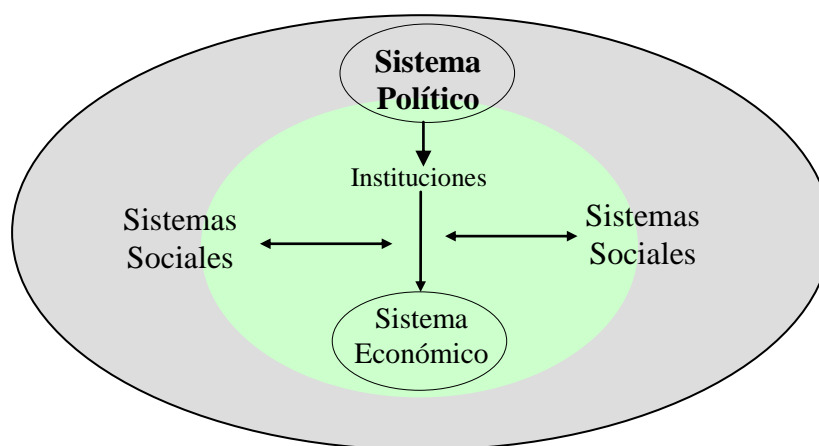 Sistema
Político
Instituciones
Sistemas
Sociales
Sistemas
Sociales
Sistema
Económico